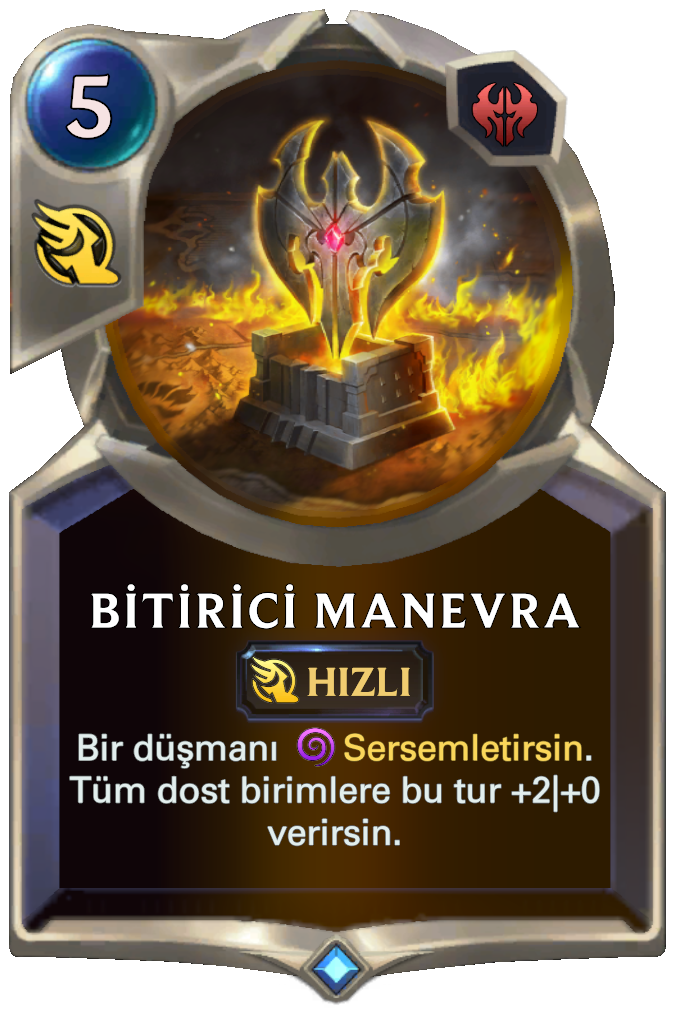 5
BİTİRİCİ MANEVRA
HIZLI
Bir düşmanı Sersemletirsin.
Tüm dost birimlere bu tur +2|+0
verirsin.